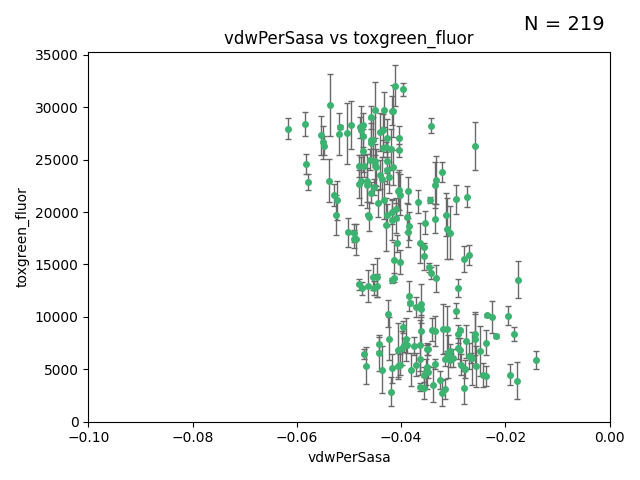 N = 219
vdwPerSasa vs toxgreen_fluor
35000
30000
25000
20000
15000
10000
5000
0
toxgreen_fluor
−0.10 −0.08 −0.06 −0.04 −0.02 0.00
vdwPerSasa